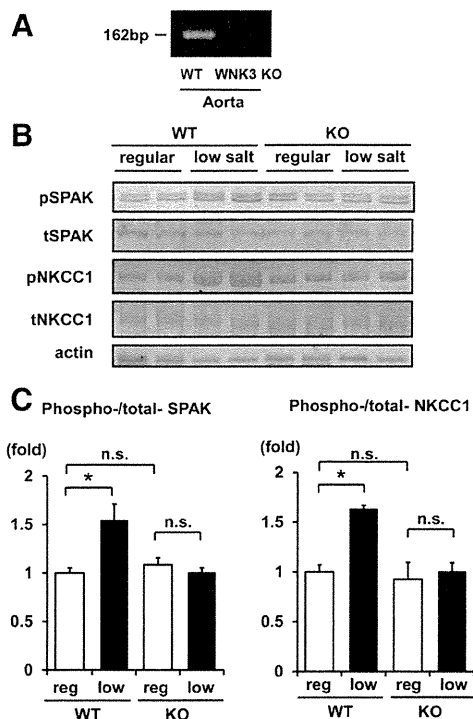 A
162bp
WT WNK3 KO
Aorta
B
WT KO
regular low salt regular low salt
pSPAK
tSPAK
pNKCC1
tNKCC1
actin
C
Phospho-/total- SPAK
(fold)
2
1.5
1
0.5
0
n.s.
*
n.s.
reg low reg low
WT KO
Phospho-/total- NKCC1
(fold)
2
1.5
1
0.5
0
n.s.
*
n.s.
reg low reg low
WT KO